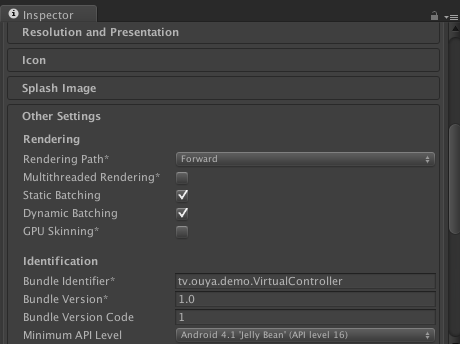 Inspector
Resolution and Presentation
Icon
Splash Image
Other Settings
Rendering
Rendering Path* Forward
Multithreaded Rendering*
Static Batching
Dynamic Batching
GPU Skinning*
Identification
Bundle Identifier* tv.ouya.demo.VirtualController
Bundle Version* 1.0
Bundle Version Code 1
Minimum API Level Android 4.1 'Jelly Bean' (API level 16)